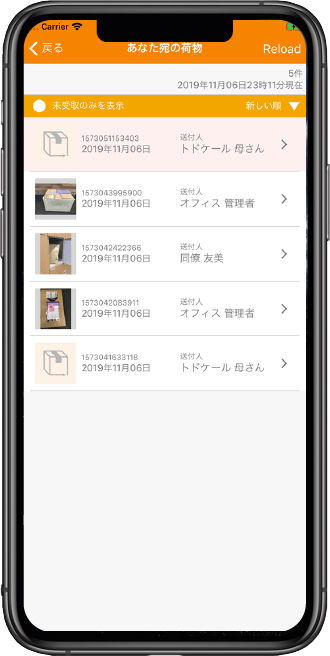 Carrier
戻る
あなた宛の荷物
Reload
5件
2019年11月06日23時11分現在
未受取のみを表示
新しい順
1573051153403
送付人
2019年11月06日
トドケール 母さん
1573043995900
送付人
2019年11月06日
オフィス 管理者
1573042422366
送付人
2019年11月06日
同僚 友美
1573042083911
送付人
2019年11月06日
オフィス 管理者
1573041633118
送付人
2019年11月06日
トドケール 母さん